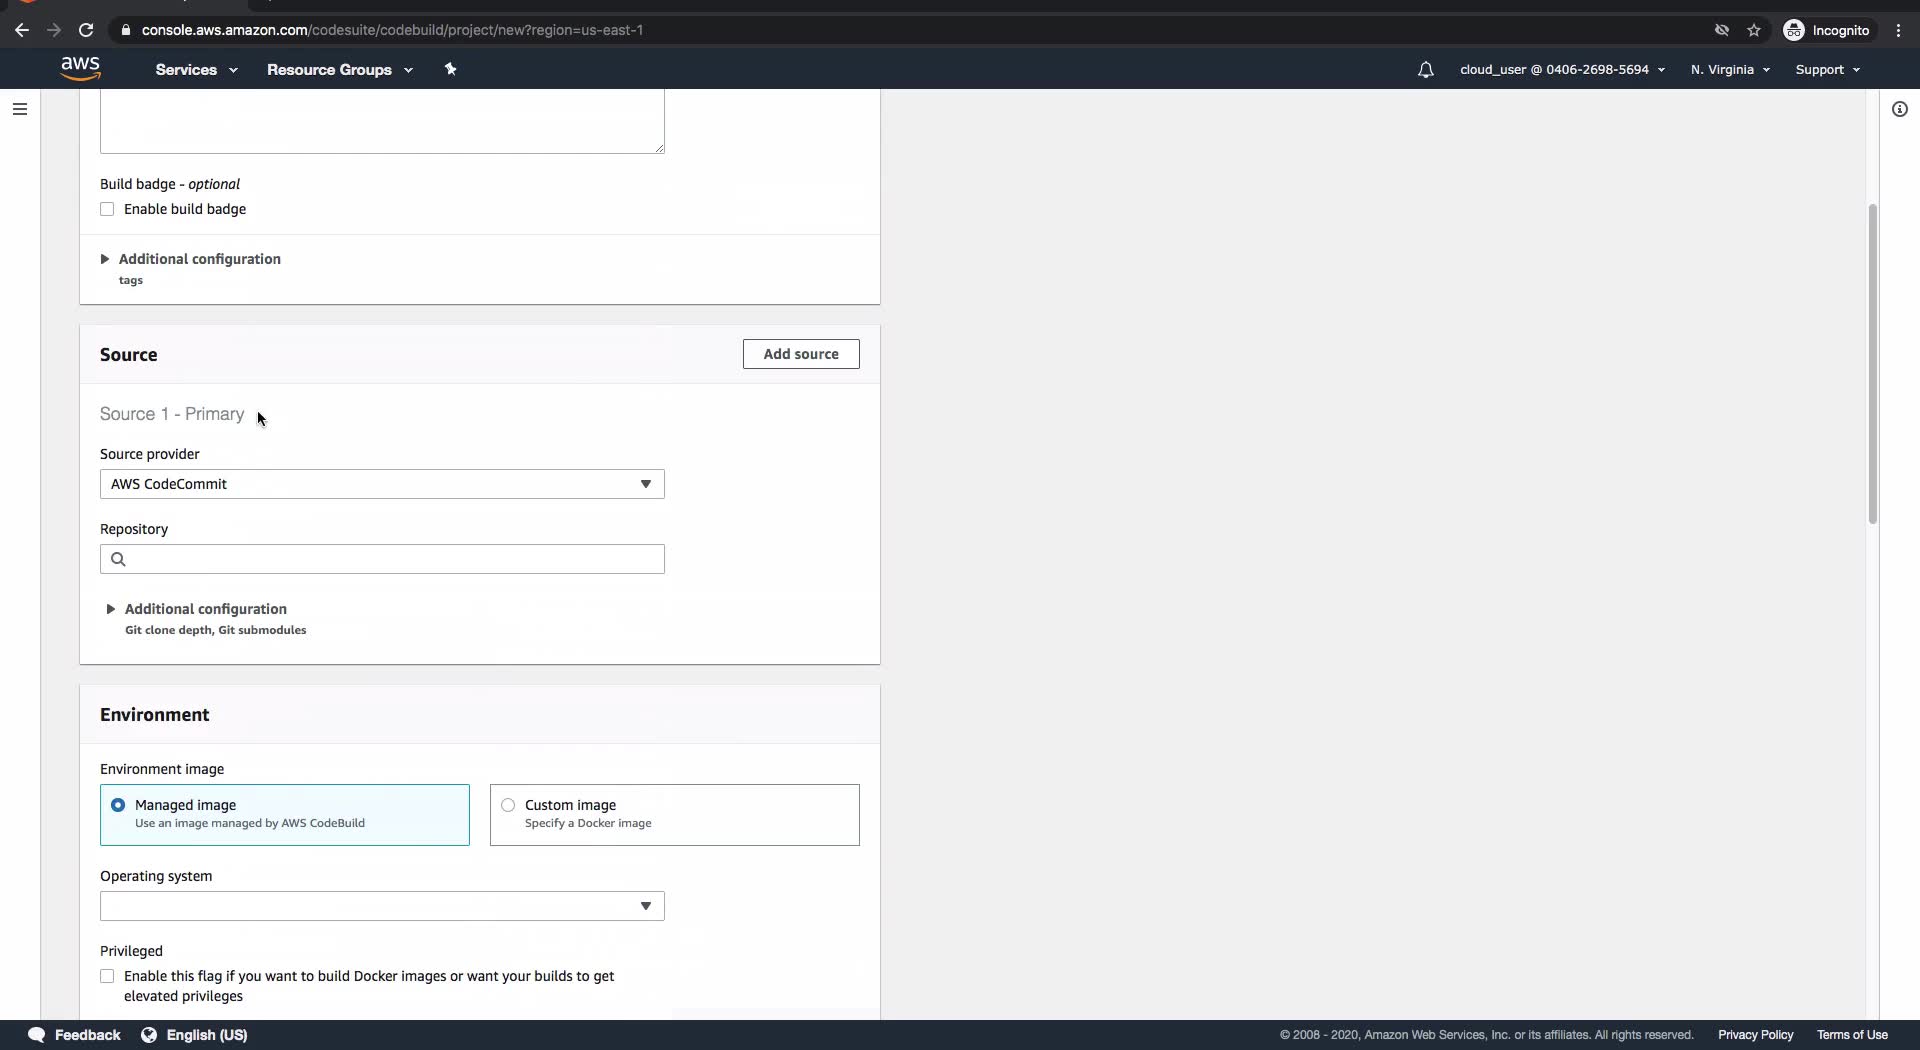 console.aws.amazon.com/codesuite/codebuild/project/new?region=us-east-1
Incognito
aws
Services
Resource Groups
cloud_user @ 0406-2698-5694
N. Virginia
Support
Build badge - optional
Enable build badge
Additional configuration
tags
Source
Add source
Source 1 - Primary
Source provider
AWS CodeCommit
Repository
Additional configuration
Git clone depth, Git submodules
Environment
Environment image
Managed image
Use an image managed by AWS CodeBuild
Custom image
Specify a Docker image
Operating system
Privileged
Enable this flag if you want to build Docker images or want your builds to get
elevated privileges
Feedback
English (US)
© 2008 - 2020, Amazon Web Services, Inc. or its affiliates. All rights reserved.
Privacy Policy
Terms of Use